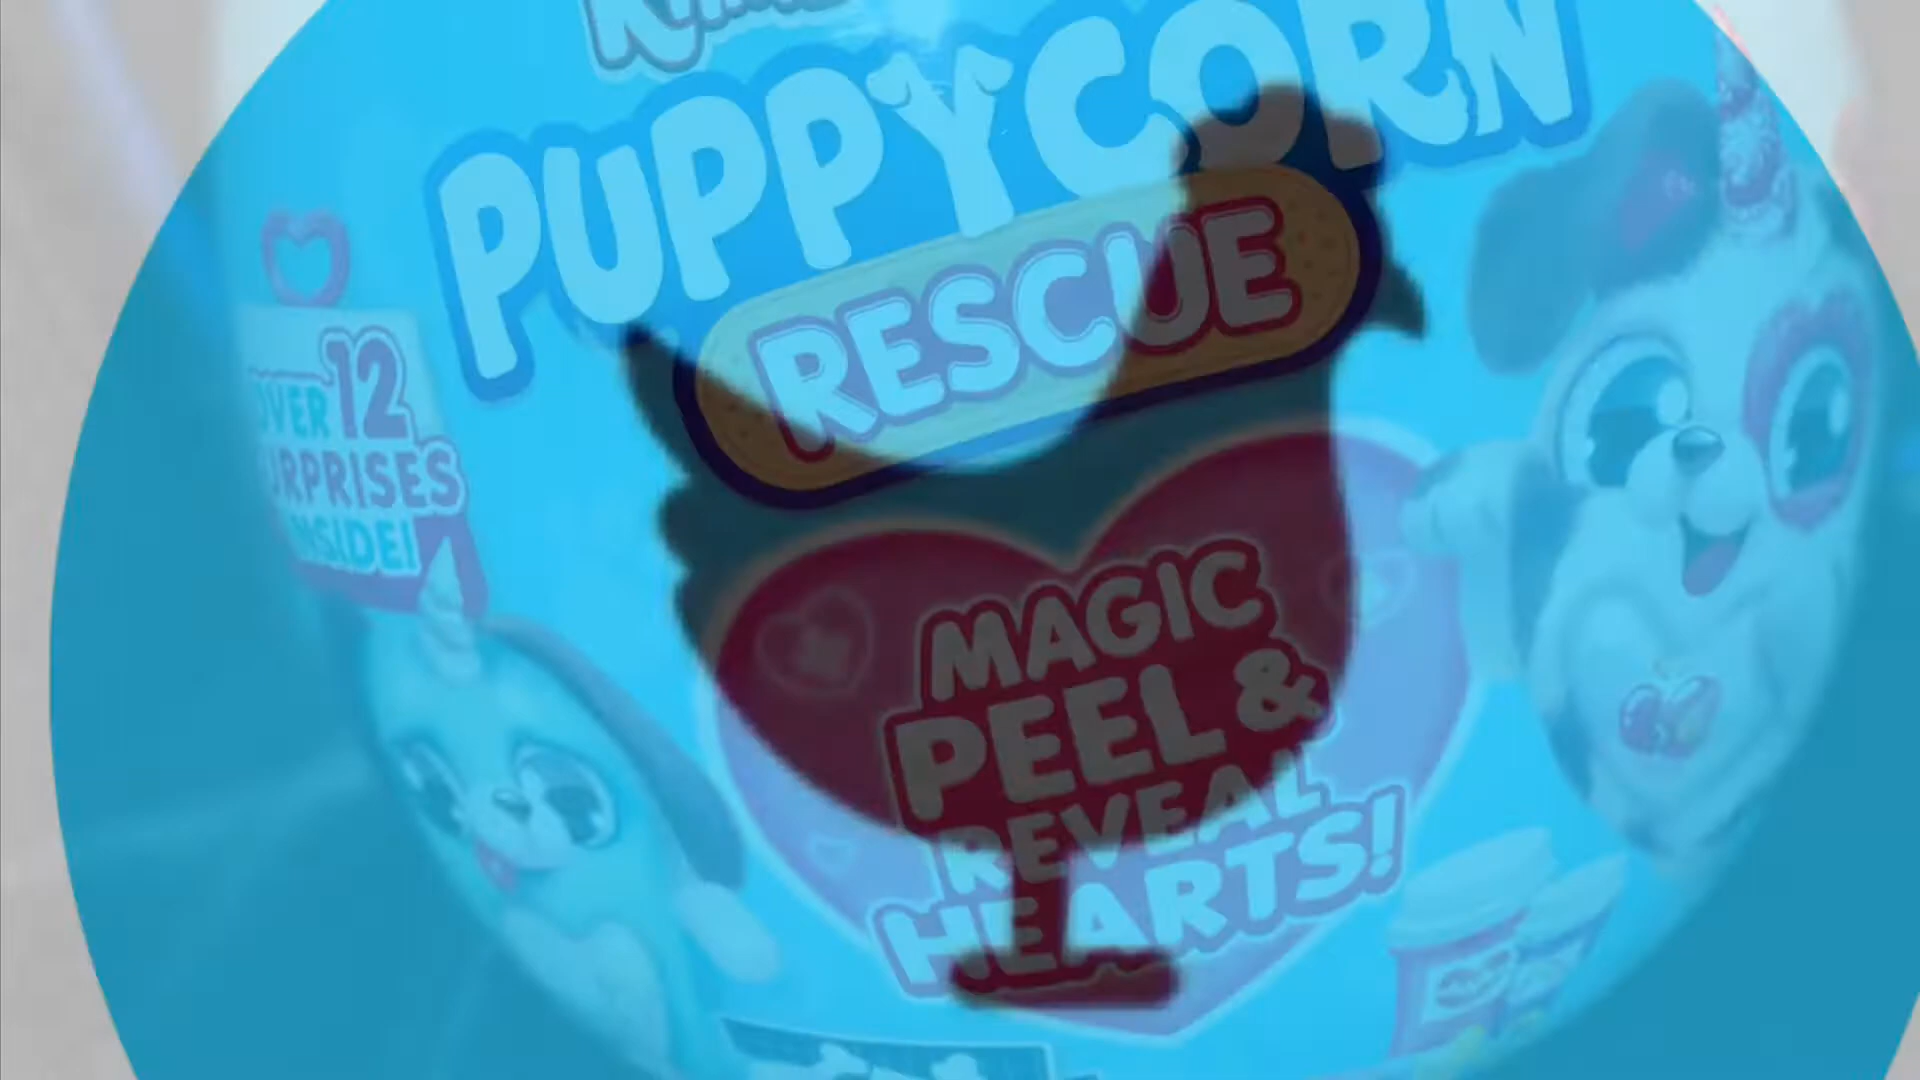 PUPPYCORN
RESCUE
OVER 12
SURPRISES
INSIDE!
MAGIC
PEEL &
REVEAL
HEARTS!